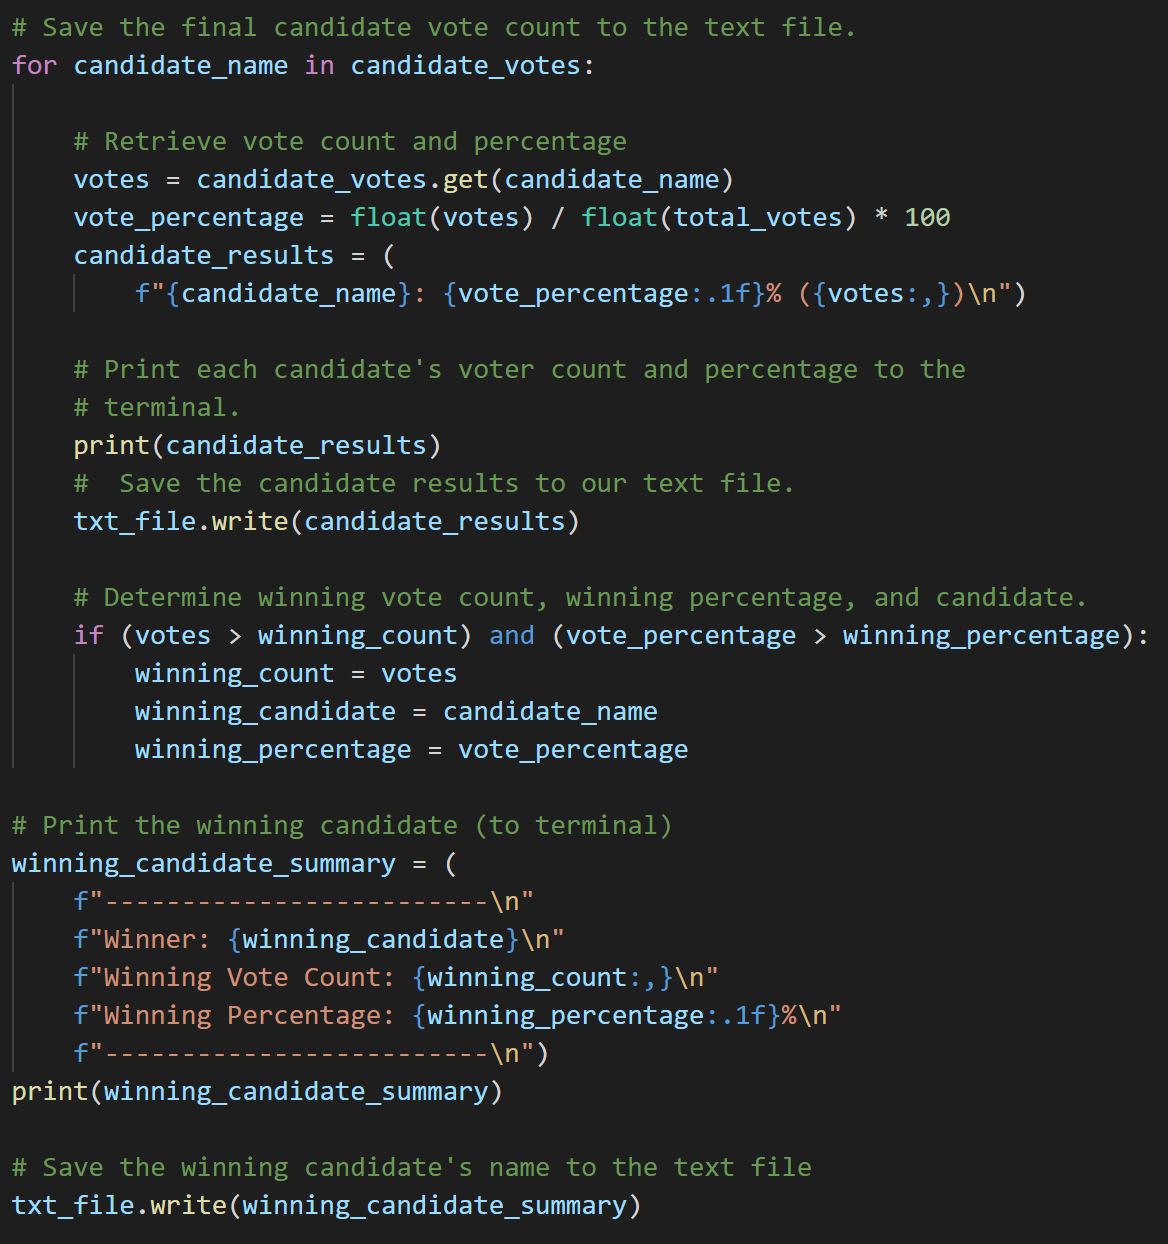 # Save the final candidate vote count to the text file.
for candidate_name in candidate_votes:
# Retrieve vote count and percentage
votes = candidate_votes.get(candidate_name)
vote_percentage = float(votes) / float(total_votes) * 100
candidate_results = (
f"{candidate_name}: {vote_percentage:.1f}% ({votes:,})\n")
# Print each candidate's voter count and percentage to the
# terminal.
print(candidate_results)
#  Save the candidate results to our text file.
txt_file.write(candidate_results)
# Determine winning vote count, winning percentage, and candidate.
if (votes > winning_count) and (vote_percentage > winning_percentage):
winning_count = votes
winning_candidate = candidate_name
winning_percentage = vote_percentage
# Print the winning candidate (to terminal)
winning_candidate_summary = (
f"-------------------------\n"
f"Winner: {winning_candidate}\n"
f"Winning Vote Count: {winning_count:,}\n"
f"Winning Percentage: {winning_percentage:.1f}%\n"
f"-------------------------\n")
print(winning_candidate_summary)
# Save the winning candidate's name to the text file
txt_file.write(winning_candidate_summary)